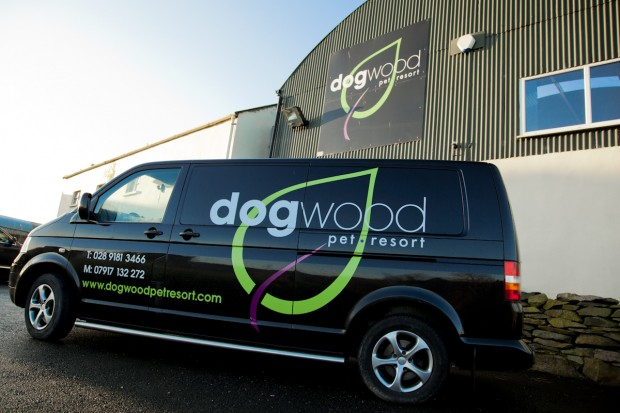 dogwood
pet resort
dogwood
pet resort
T: 028 9181 3466
M: 07917 132 272
www.dogwoodpetresort.com